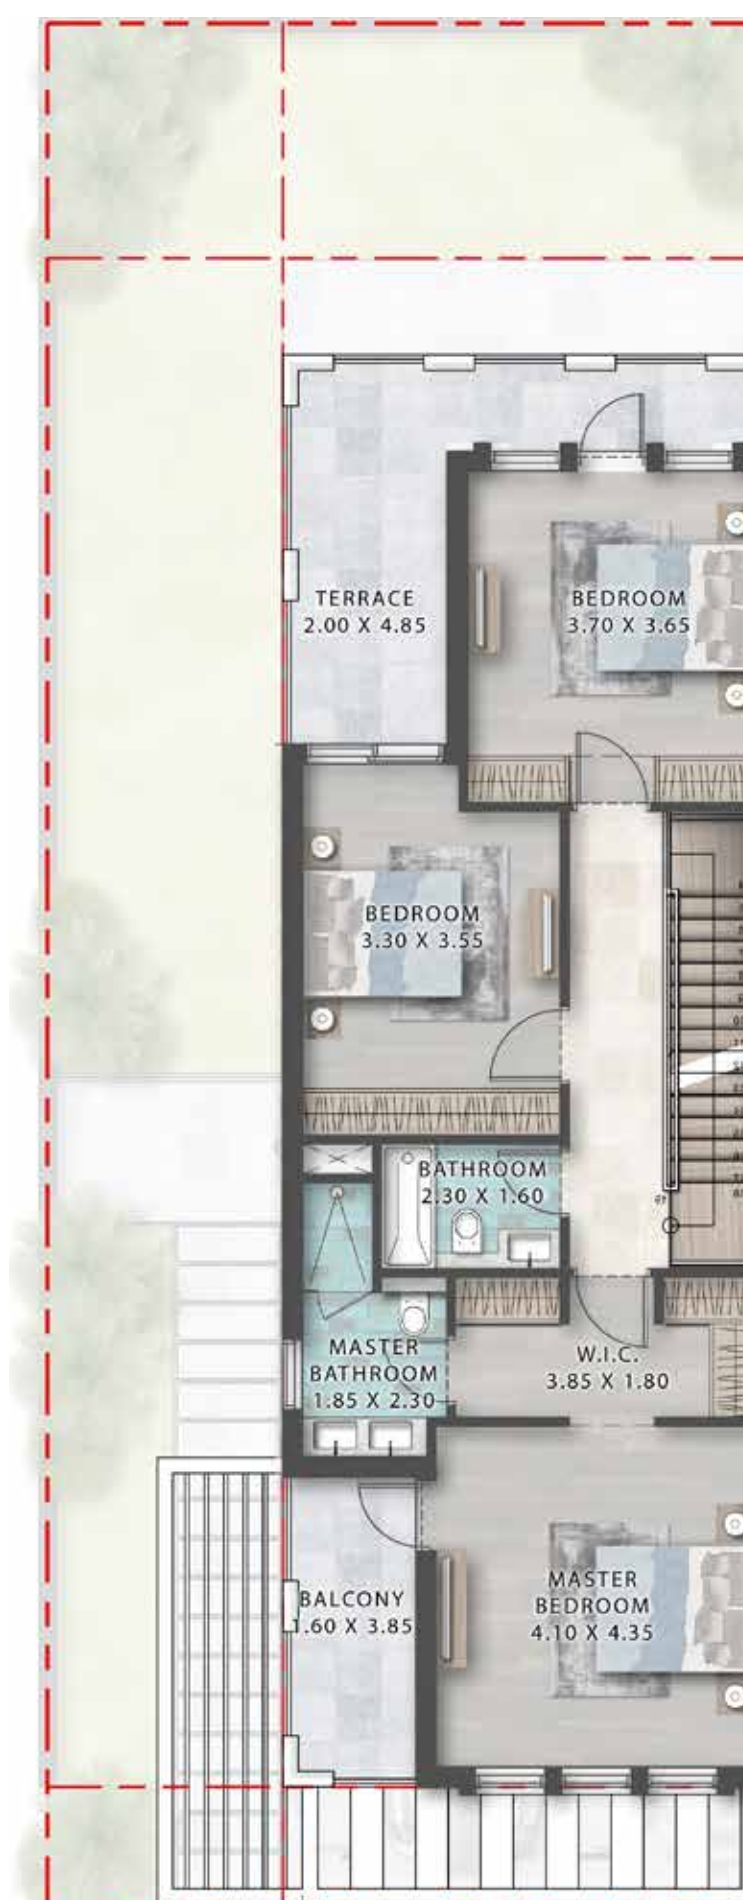 TERRACE
2.00 X 4.85
BEDROOM
3.70 X 3.65
BEDROOM
3.30 X 3.55
BATHROOM
2.30 X 1.60
MASTER
BATHROOM
1.85 X 2.30
W.I.C.
3.85 X 1.80
BALCONY
1.60 X 3.85
MASTER
BEDROOM
4.10 X 4.35